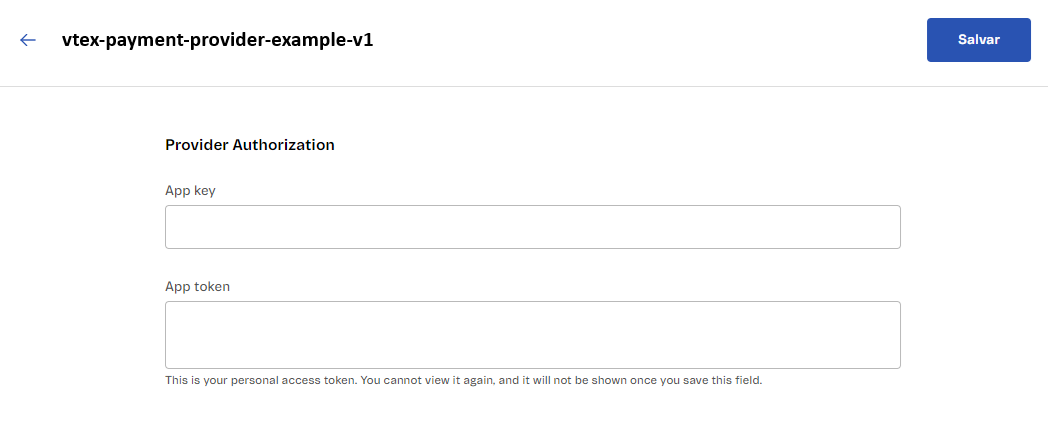 vtex-payment-provider-example-v1
Salvar
Provider Authorization
App key
App token
This is your personal access token. You cannot view it again, and it will not be shown once you save this field.